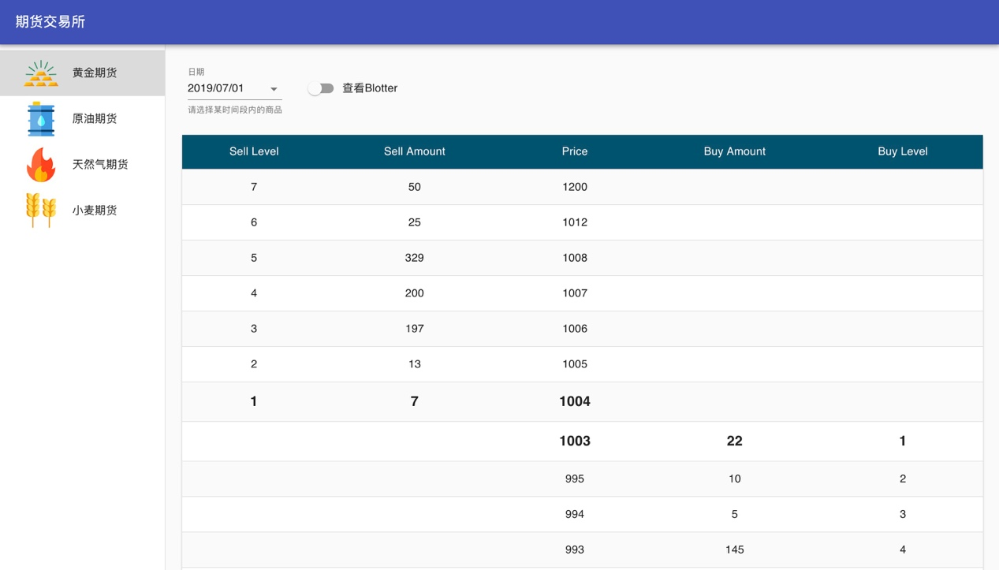 期货交易所
黄金期货
原油期货
天然气期货
小麦期货
日期
2019/07/01
查看Blotter
请选择某时间段内的商品
Sell Level Sell Amount Price Buy Amount Buy Level
7 50 1200
6 25 1012
5 329 1008
4 200 1007
3 197 1006
2 13 1005
1 7 1004
1003 22 1
995 10 2
994 5 3
993 145 4